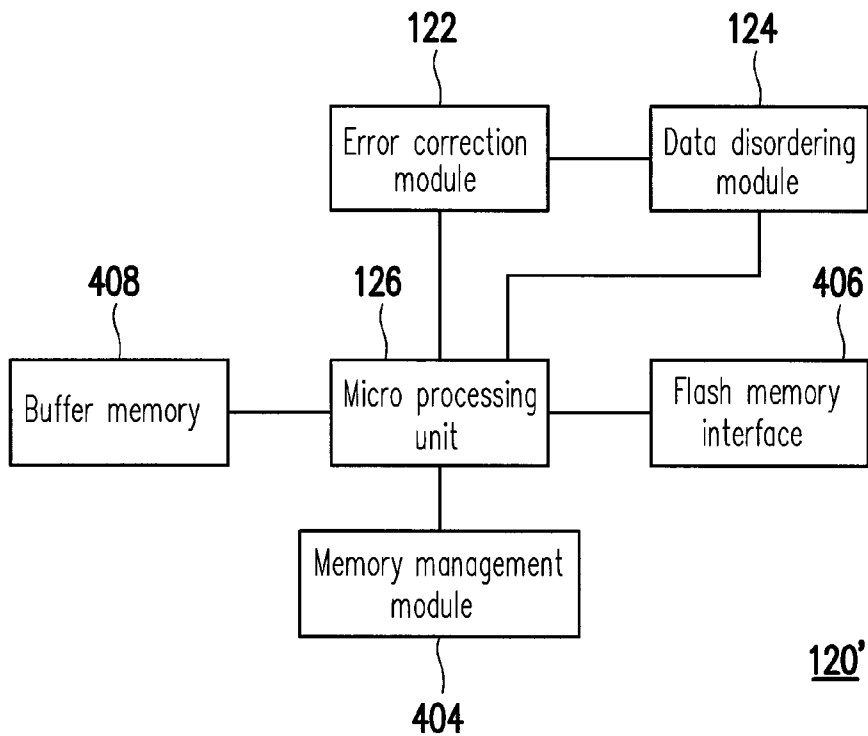 122
124
Error correction
module
Data disordering
module
408
126
406
Buffer memory
Micro processing
unit
Flash memory
interface
Memory management
module
404
120'